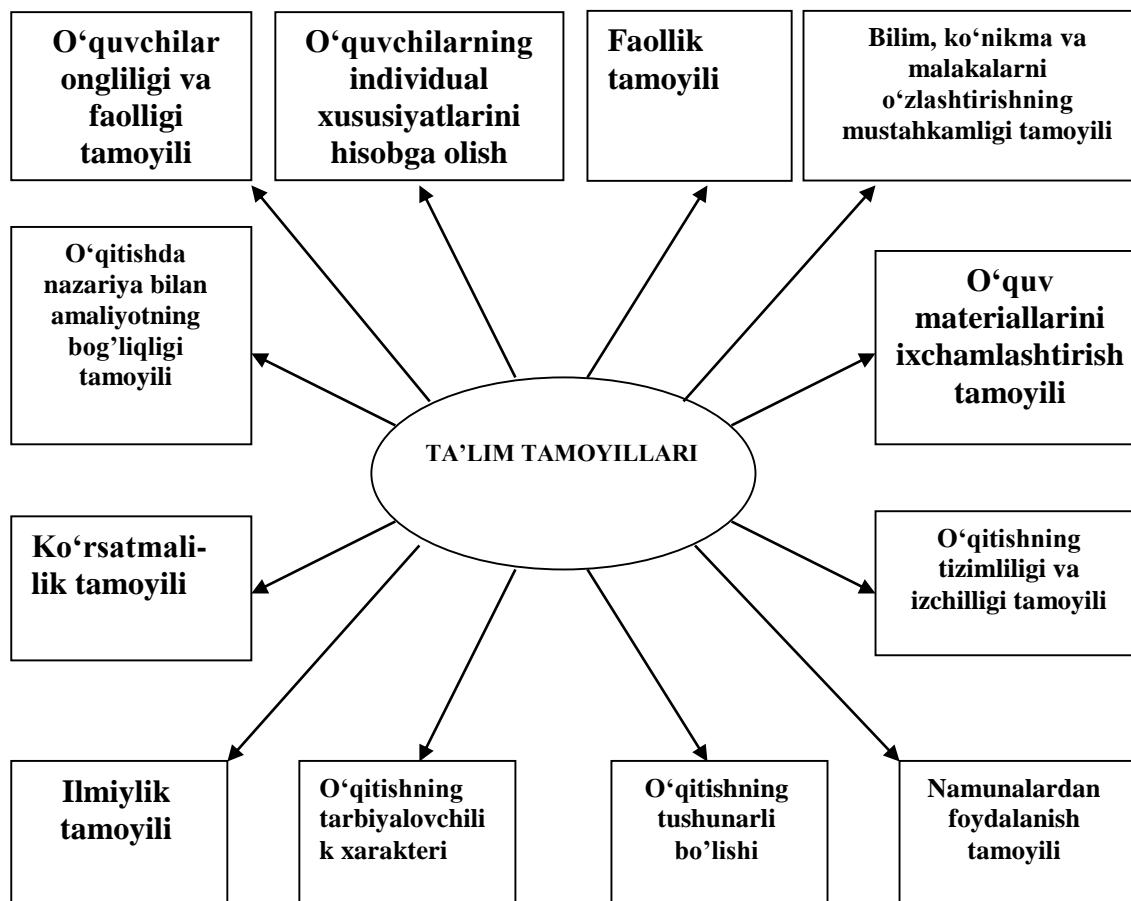 O‘quvchilar
ongliligi va
faolligi
tamoyili
O‘quvchilarning
individual
xususiyatlarini
hisobga olish
Faollik
tamoyili
Bilim, ko‘nikma va
malakalarni
o‘zlashtirishning
mustahkamligi tamoyili
O‘qitishda
nazariya bilan
amaliyotning
bog’liqligi
tamoyili
O‘quv
materiallarini
ixchamlashtirish
tamoyili
TA’LIM TAMOYILLARI
Ko‘rsatmali-
lik tamoyili
O‘qitishning
tizimliligi va
izchilligi tamoyili
Ilmiylik
tamoyili
O‘qitishning
tarbiyalovchili
k xarakteri
O‘qitishning
tushunarli
bo’lishi
Namunalardan
foydalanish
tamoyili